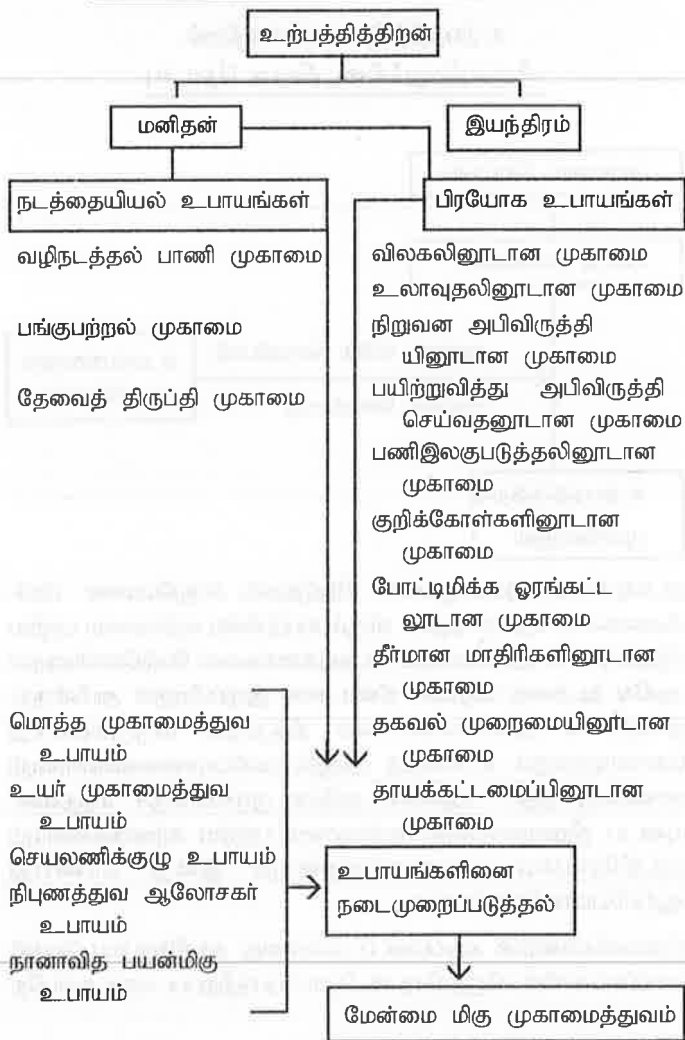 உற்பத்தித்திறன்
மனிதன்
இயந்திரம்
நடத்தையியல் உபாயங்கள்
பிரயோக உபாயங்கள்
வழிநடத்தல் பாணி முகாமை
பங்குபற்றல் முகாமை
தேவைத் திருப்தி முகாமை
விலகலினூடான முகாமை
உலாவுதலினூடான முகாமை
நிறுவன அபிவிருத்தி
யினூடான முகாமை
பயிற்றுவித்து அபிவிருத்தி
செய்வதனூடான முகாமை
பணிஇலகுபடுத்தலினூடான
முகாமை
குறிக்கோள்களினூடான
முகாமை
போட்டிமிக்க ஓரங்கட்ட
லூடான முகாமை
தீர்மான மாதிரிகளினூடான
முகாமை
தகவல் முறைமையினூடான
முகாமை
தாயக்கட்டமைப்பினூடான
முகாமை
மொத்த முகாமைத்துவ
உபாயம்
உயர் முகாமைத்துவ
உபாயம்
செயலணிக்குழு உபாயம்
நிபுணத்துவ ஆலோசகர்
உபாயம்
நானாவித பயன்மிகு
உபாயம்
உபாயங்களினை
நடைமுறைப்படுத்தல்
மேன்மை மிகு முகாமைத்துவம்